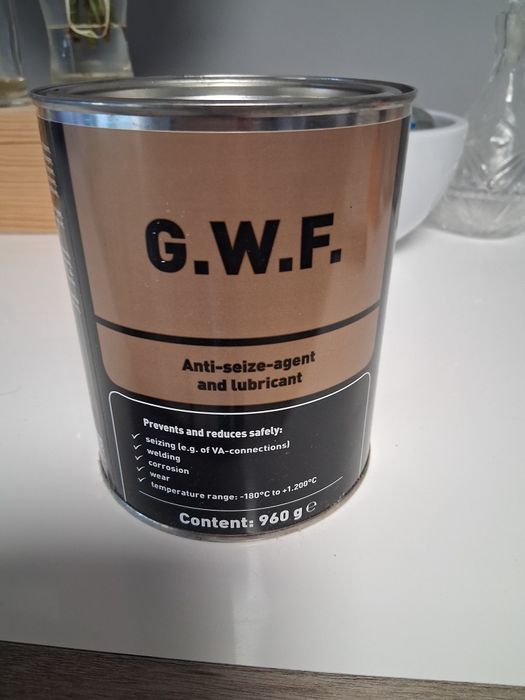 G.W.F.
Anti-seize-agent
and lubricant
Prevents and reduces safely:
✓ seizing (e.g. of VA-connections)
✓ welding
✓ corrosion
✓ wear
✓ temperature range: -180°C to +1.200°C
Content: 960 g ℮